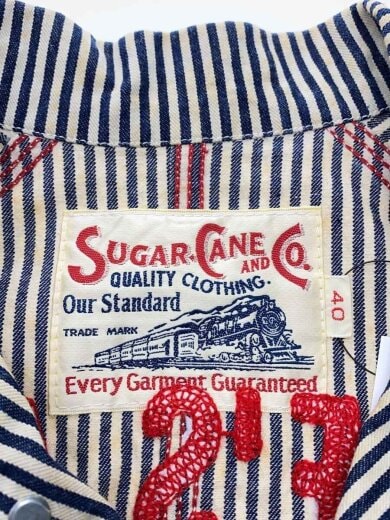 SUGAR CANE AND CO.
QUALITY CLOTHING.
Our Standard
TRADE MARK
Every Garment Guaranteed
40